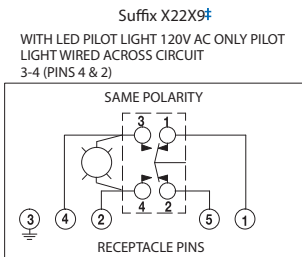 Suffix X22X9‡
WITH LED PILOT LIGHT 120V AC ONLY PILOT
LIGHT WIRED ACROSS CIRCUIT
3-4 (PINS 4 & 2)
SAME POLARITY
3 1
4 2
3 4 2 5 1
RECEPTACLE PINS